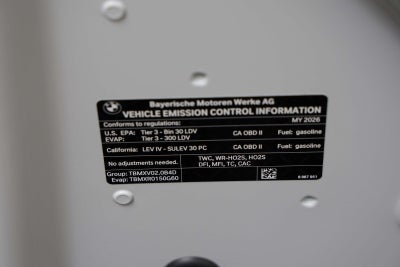 Bayerische Motoren Werke AG
VEHICLE EMISSION CONTROL INFORMATION
Conforms to regulations: MY 2026
U.S. EPA: Tier 3 - Bin 30 LDV CA OBD II Fuel: gasoline
EVAP: Tier 3 - 300 LDV
California: LEV IV - SULEV 30 PC CA OBD II Fuel: gasoline
No adjustments needed. TWC, WR-HO2S, HO2S
DFI, MFI, TC, CAC
Group: TBMXV02.0B4D
Evap: TBMXR0150G60